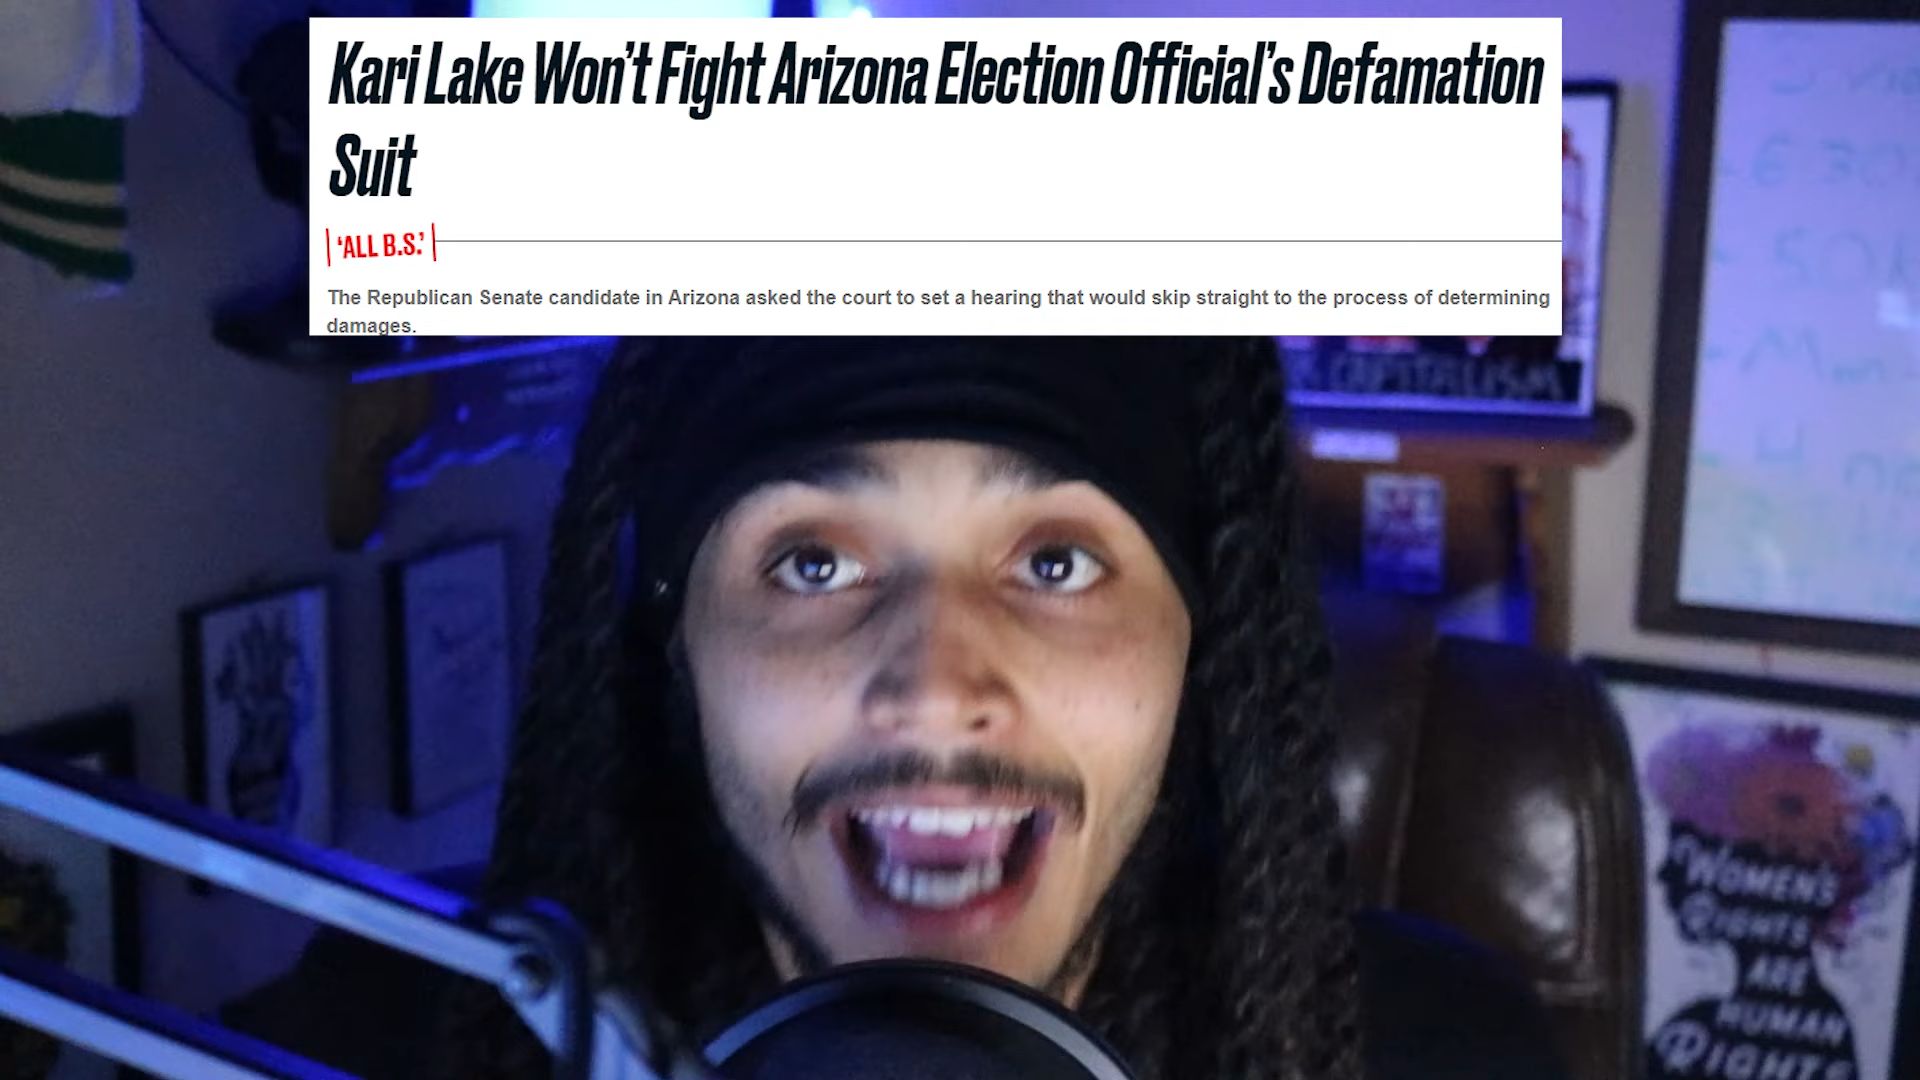 Kari Lake Won't Fight Arizona Election Official's Defamation
Suit
'ALL B.S.'
The Republican Senate candidate in Arizona asked the court to set a hearing that would skip straight to the process of determining
damages.
CAPITALISM
WOMEN'S
RIGHTS
ARE
HUMAN
RIGHTS